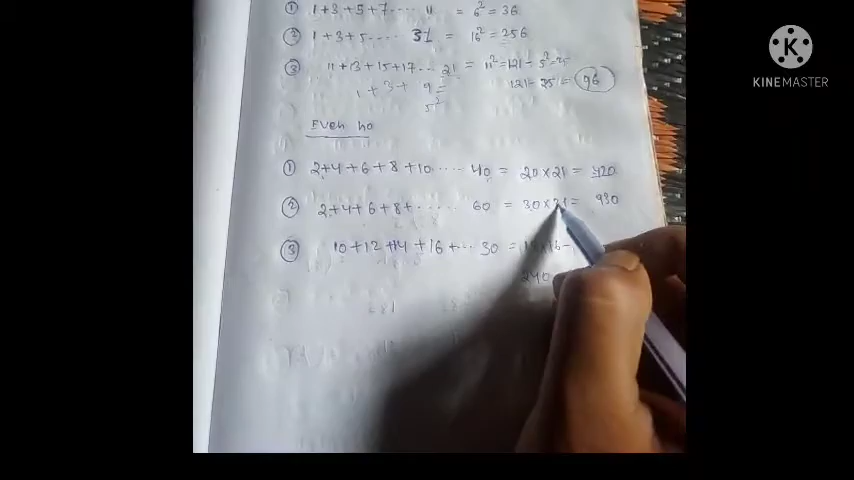 ① 1+3+5+7.... 11 = 6² = 36
② 1+3+5..... 31 = 16² = 256
③ 11+13+15+17... 21 = 11² = 121 - 5² = 25
1+3+ 9 = 121 - 25 = 96
5²
Even no
① 2+4+6+8+10..... 40 = 20×21 = 420
② 2+4+6+8+...... 60 = 30×31 = 930
③ 10+12+14+16+... 30 =
240
KINEMASTER